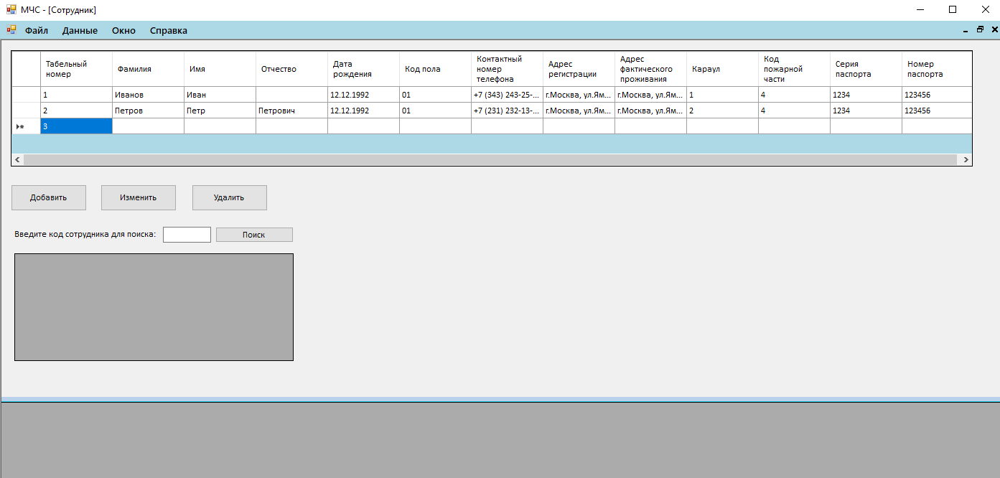 МЧС - [Сотрудник]
Файл Данные Окно Справка
Табельный номер Фамилия Имя Отчество Дата рождения Код пола Контактный номер телефона Адрес регистрации Адрес фактического проживания Караул Код пожарной части Серия паспорта Номер паспорта
1 Иванов Иван 12.12.1992 01 +7 (343) 243-25-... г.Москва, ул.Ям... г.Москва, ул.Ям... 1 4 1234 123456
2 Петров Петр Петрович 12.12.1992 01 +7 (231) 232-13-... г.Москва, ул.Ям... г.Москва, ул.Ям... 2 4 1234 123456
3
Добавить Изменить Удалить
Введите код сотрудника для поиска: Поиск